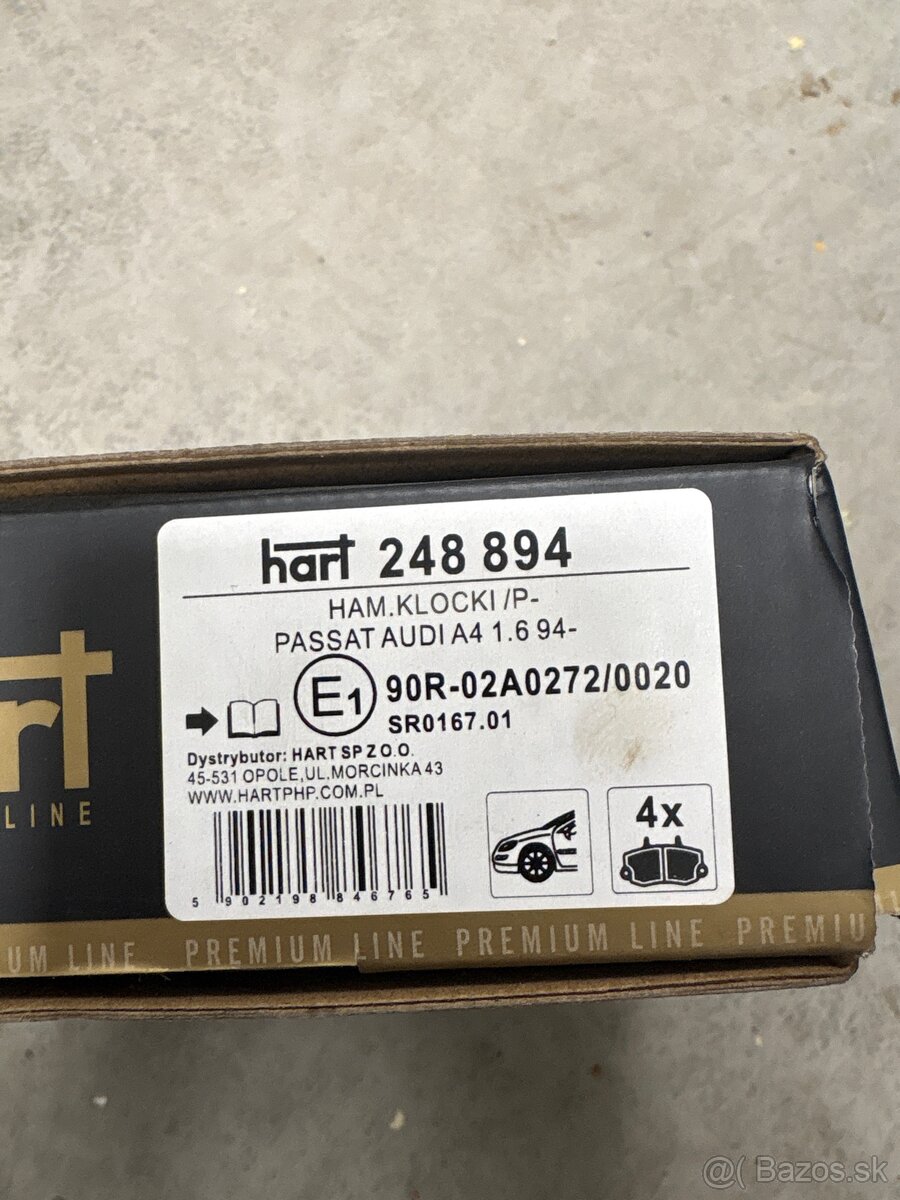 hart 248 894
HAM.KLOCKI /P-
PASSAT AUDI A4 1.6 94-
E1 90R-02A0272/0020
SR0167.01
Dystrybutor: HART SP Z O.O.
45-531 OPOLE,UL.MORCINKA 43
WWW.HARTPHP.COM.PL
4x
5 902198 846765
rt
LINE
UM LINE PREMIUM LINE PREMIUM LINE PREMIU
@( Bazos.sk